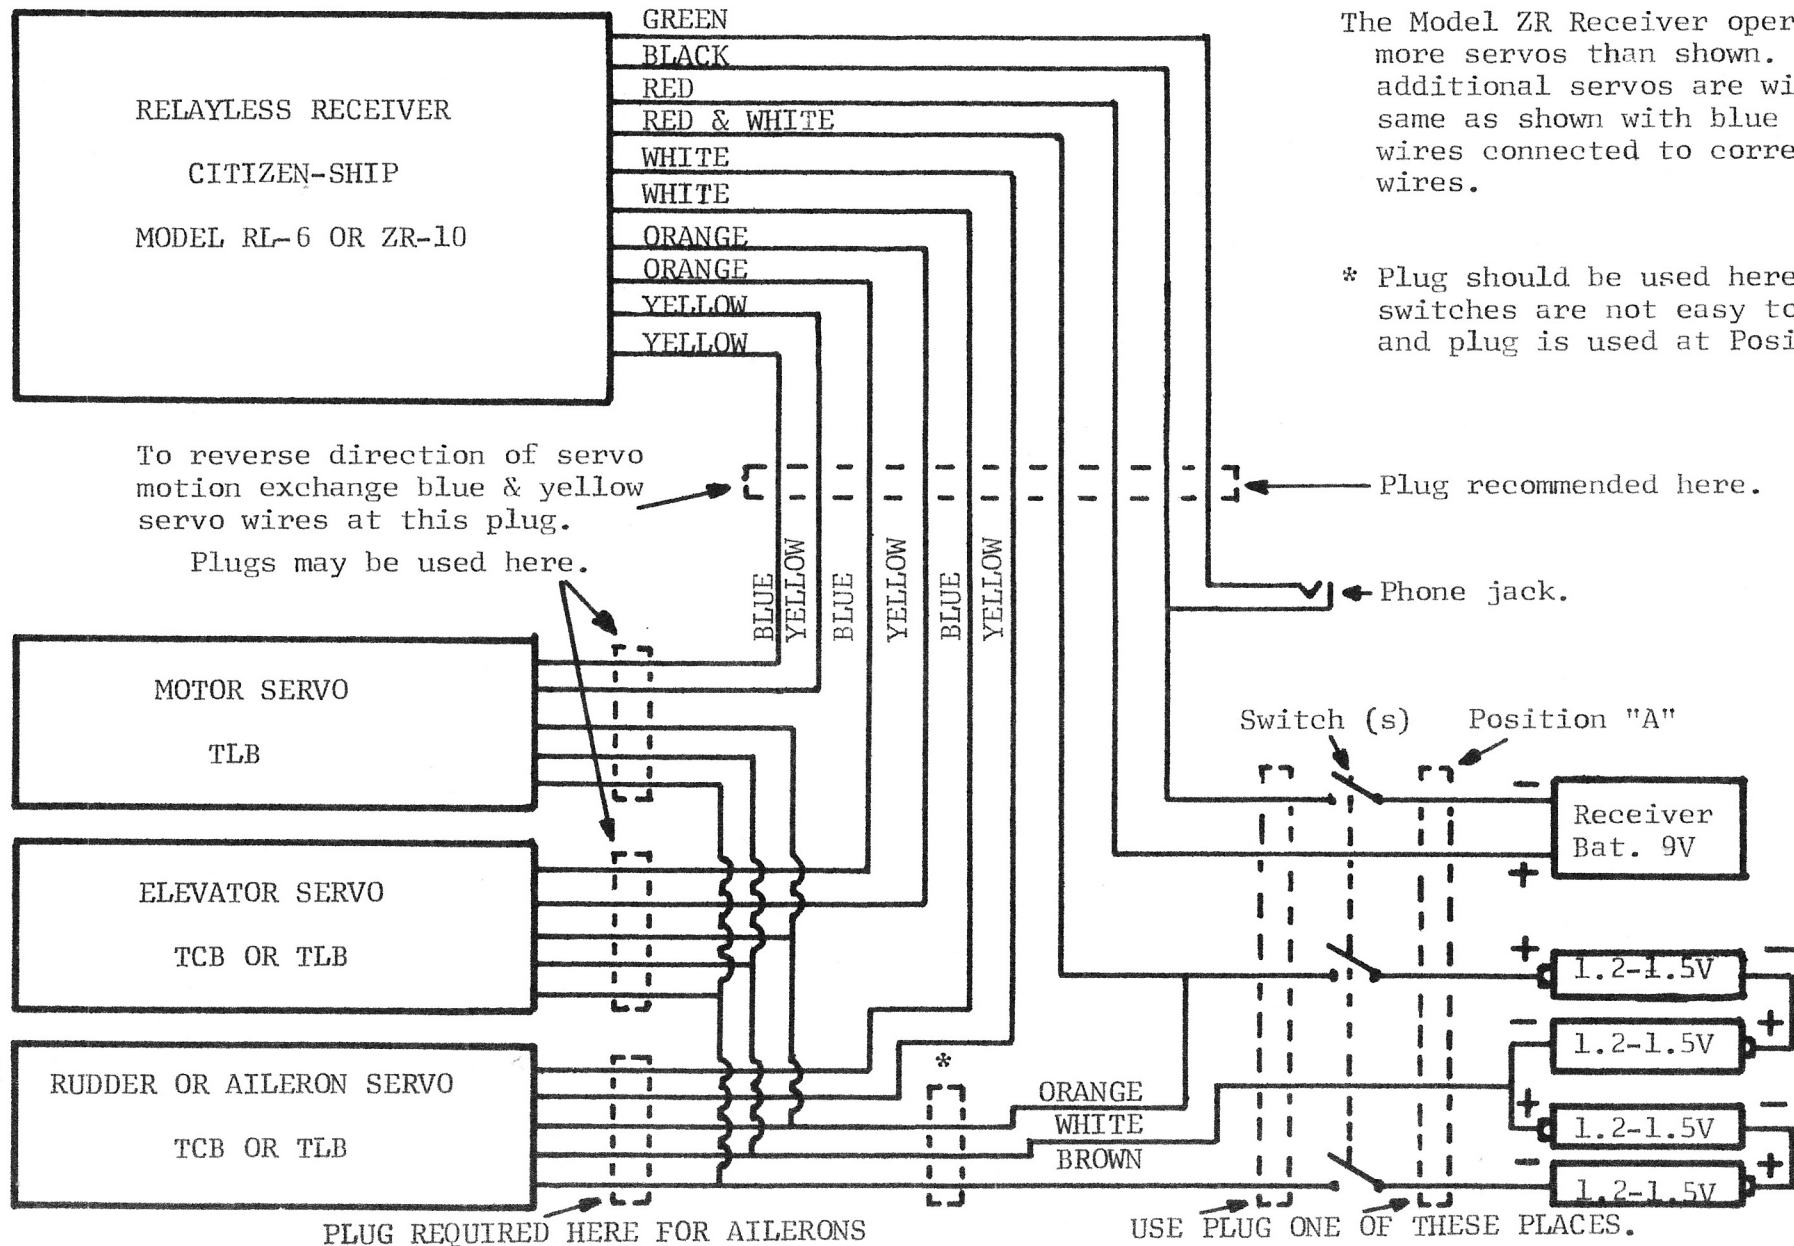 GREEN
BLACK
RED
RED & WHITE
WHITE
WHITE
ORANGE
ORANGE
YELLOW
YELLOW
RELAYLESS RECEIVER
CITIZEN-SHIP
MODEL RL-6 OR ZR-10
The Model ZR Receiver oper
more servos than shown.
additional servos are wi
same as shown with blue
wires connected to corre
wires.
* Plug should be used here
switches are not easy to
and plug is used at Posi
To reverse direction of servo
motion exchange blue & yellow
servo wires at this plug.
Plugs may be used here.
Plug recommended here.
BLUE
YELLOW
BLUE
YELLOW
BLUE
YELLOW
Phone jack.
MOTOR SERVO
TLB
Switch (s)
Position "A"
−
Receiver
Bat. 9V
+
ELEVATOR SERVO
TCB OR TLB
+
1.2-1.5V
−
−
1.2-1.5V
+
+
1.2-1.5V
−
−
1.2-1.5V
+
RUDDER OR AILERON SERVO
TCB OR TLB
*
ORANGE
WHITE
BROWN
PLUG REQUIRED HERE FOR AILERONS
USE PLUG ONE OF THESE PLACES.